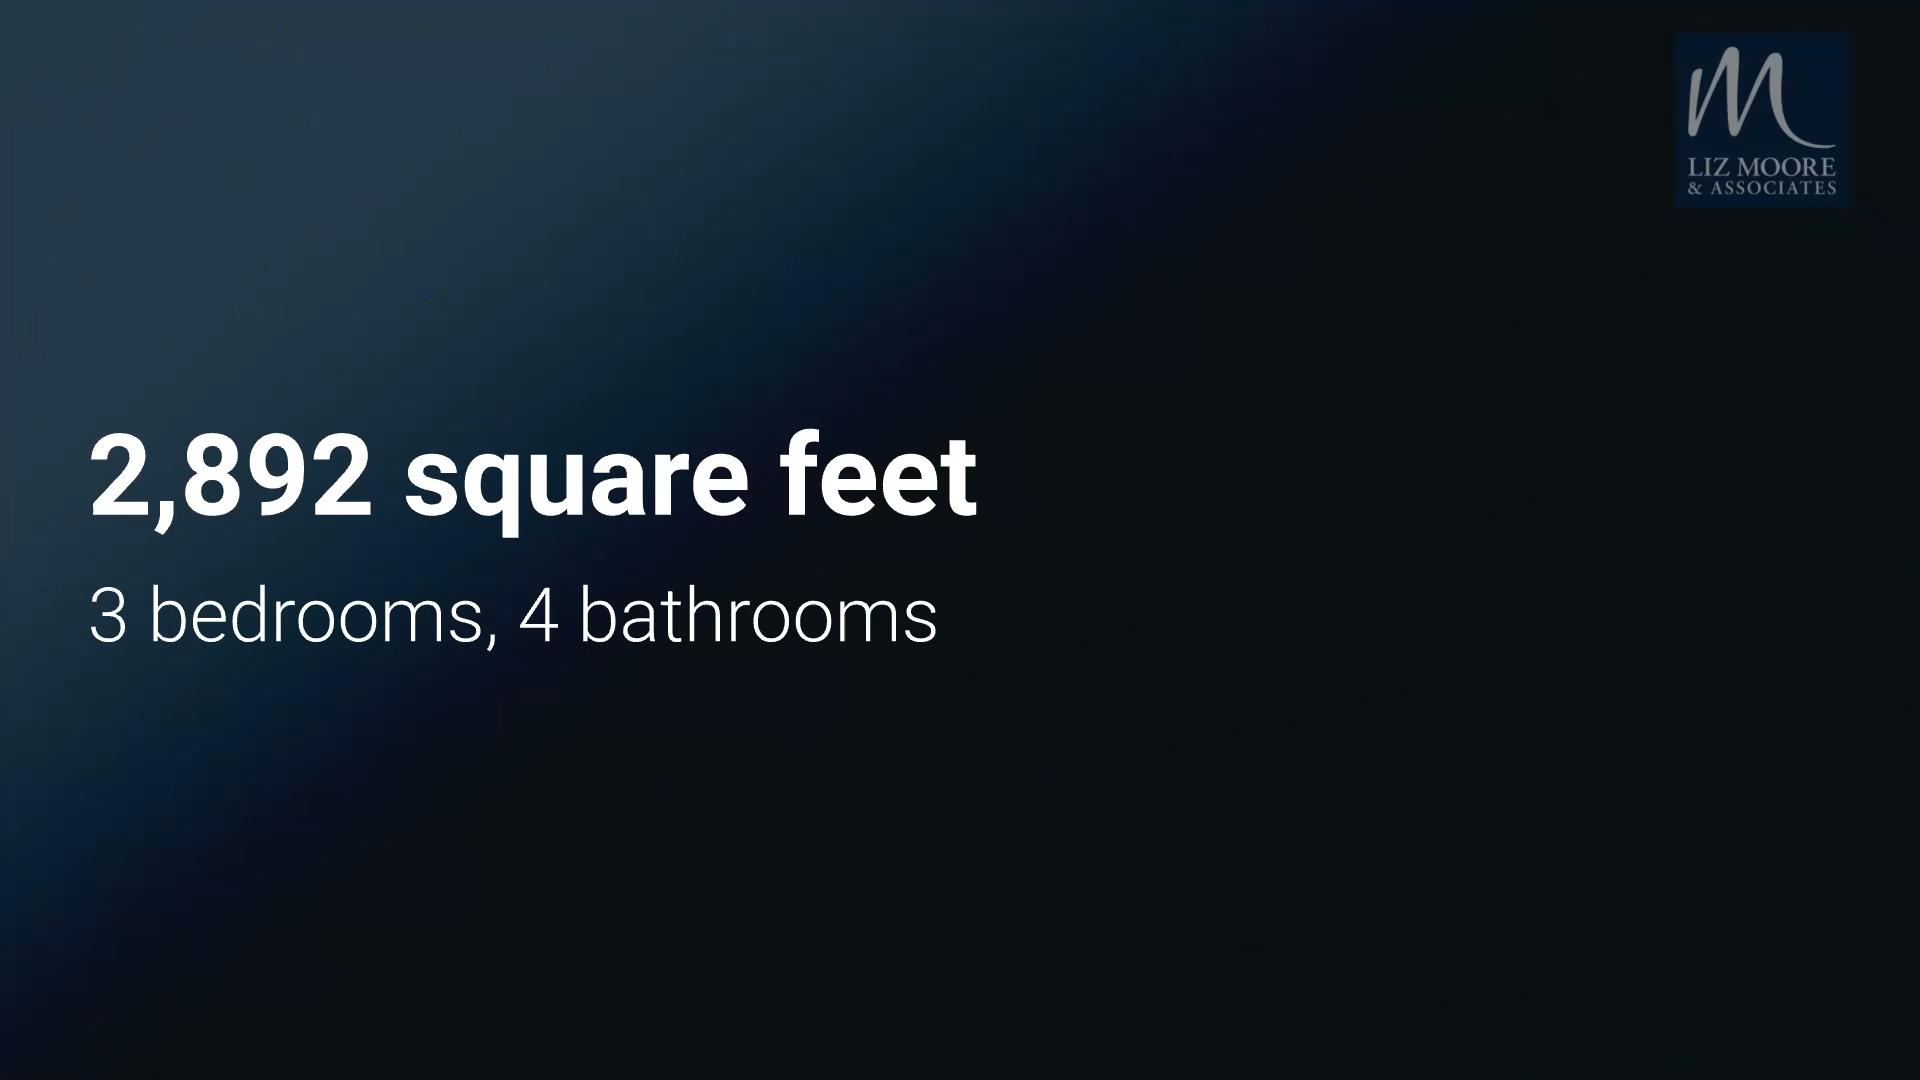 LIZ MOORE
& ASSOCIATES
2,892 square feet
3 bedrooms, 4 bathrooms